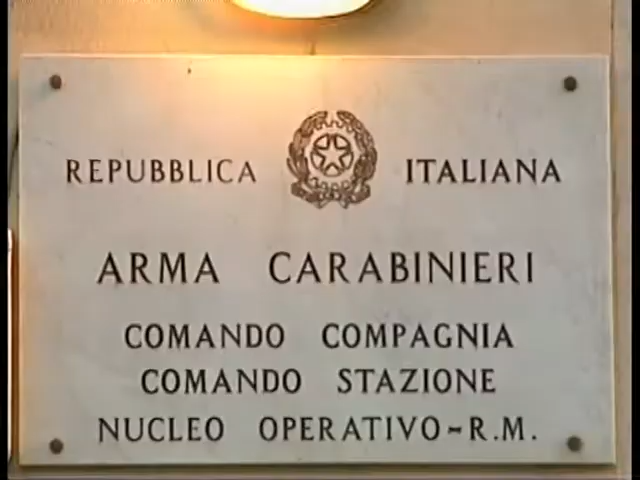 REPUBBLICA ITALIANA
ARMA CARABINIERI
COMANDO COMPAGNIA
COMANDO STAZIONE
NUCLEO OPERATIVO-R.M.